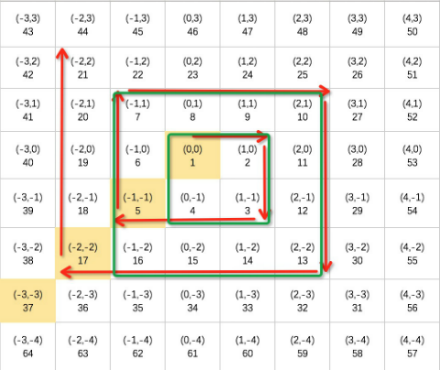 (-3,3) (-2,3) (-1,3) (0,3) (1,3) (2,3) (3,3) (4,3)
43 44 45 46 47 48 49 50
(-3,2) (-2,2) (-1,2) (0,2) (1,2) (2,2) (3,2) (4,2)
42 21 22 23 24 25 26 51
(-3,1) (-2,1) (-1,1) (0,1) (1,1) (2,1) (3,1) (4,1)
41 20 7 8 9 10 27 52
(-3,0) (-2,0) (-1,0) (0,0) (1,0) (2,0) (3,0) (4,0)
40 19 6 1 2 11 28 53
(-3,-1) (-2,-1) (-1,-1) (0,-1) (1,-1) (2,-1) (3,-1) (4,-1)
39 18 5 4 3 12 29 54
(-3,-2) (-2,-2) (-1,-2) (0,-2) (1,-2) (2,-2) (3,-2) (4,-2)
38 17 16 15 14 13 30 55
(-3,-3) (-2,-3) (-1,-3) (0,-3) (1,-3) (2,-3) (3,-3) (4,-3)
37 36 35 34 33 32 31 56
(-3,-4) (-2,-4) (-1,-4) (0,-4) (1,-4) (2,-4) (3,-4) (4,-4)
64 63 62 61 60 59 58 57